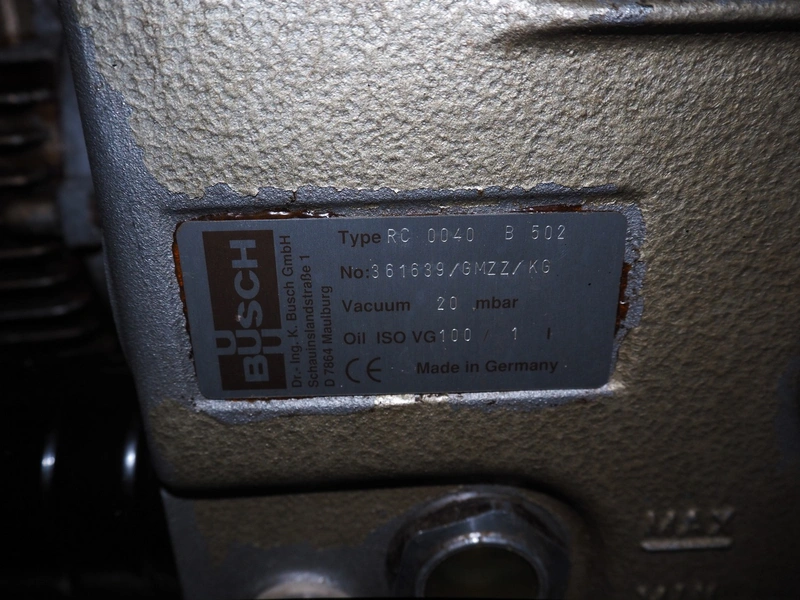 BUSCH
Dr.- Ing. K. Busch GmbH
Schauinslandstraße 1
D 7864 Maulburg
Type RC 0040 B 502
No: 361639/GMZZ/KG
Vacuum 20 mbar
Oil ISO VG 100 / 1 l
CE Made in Germany
MAX